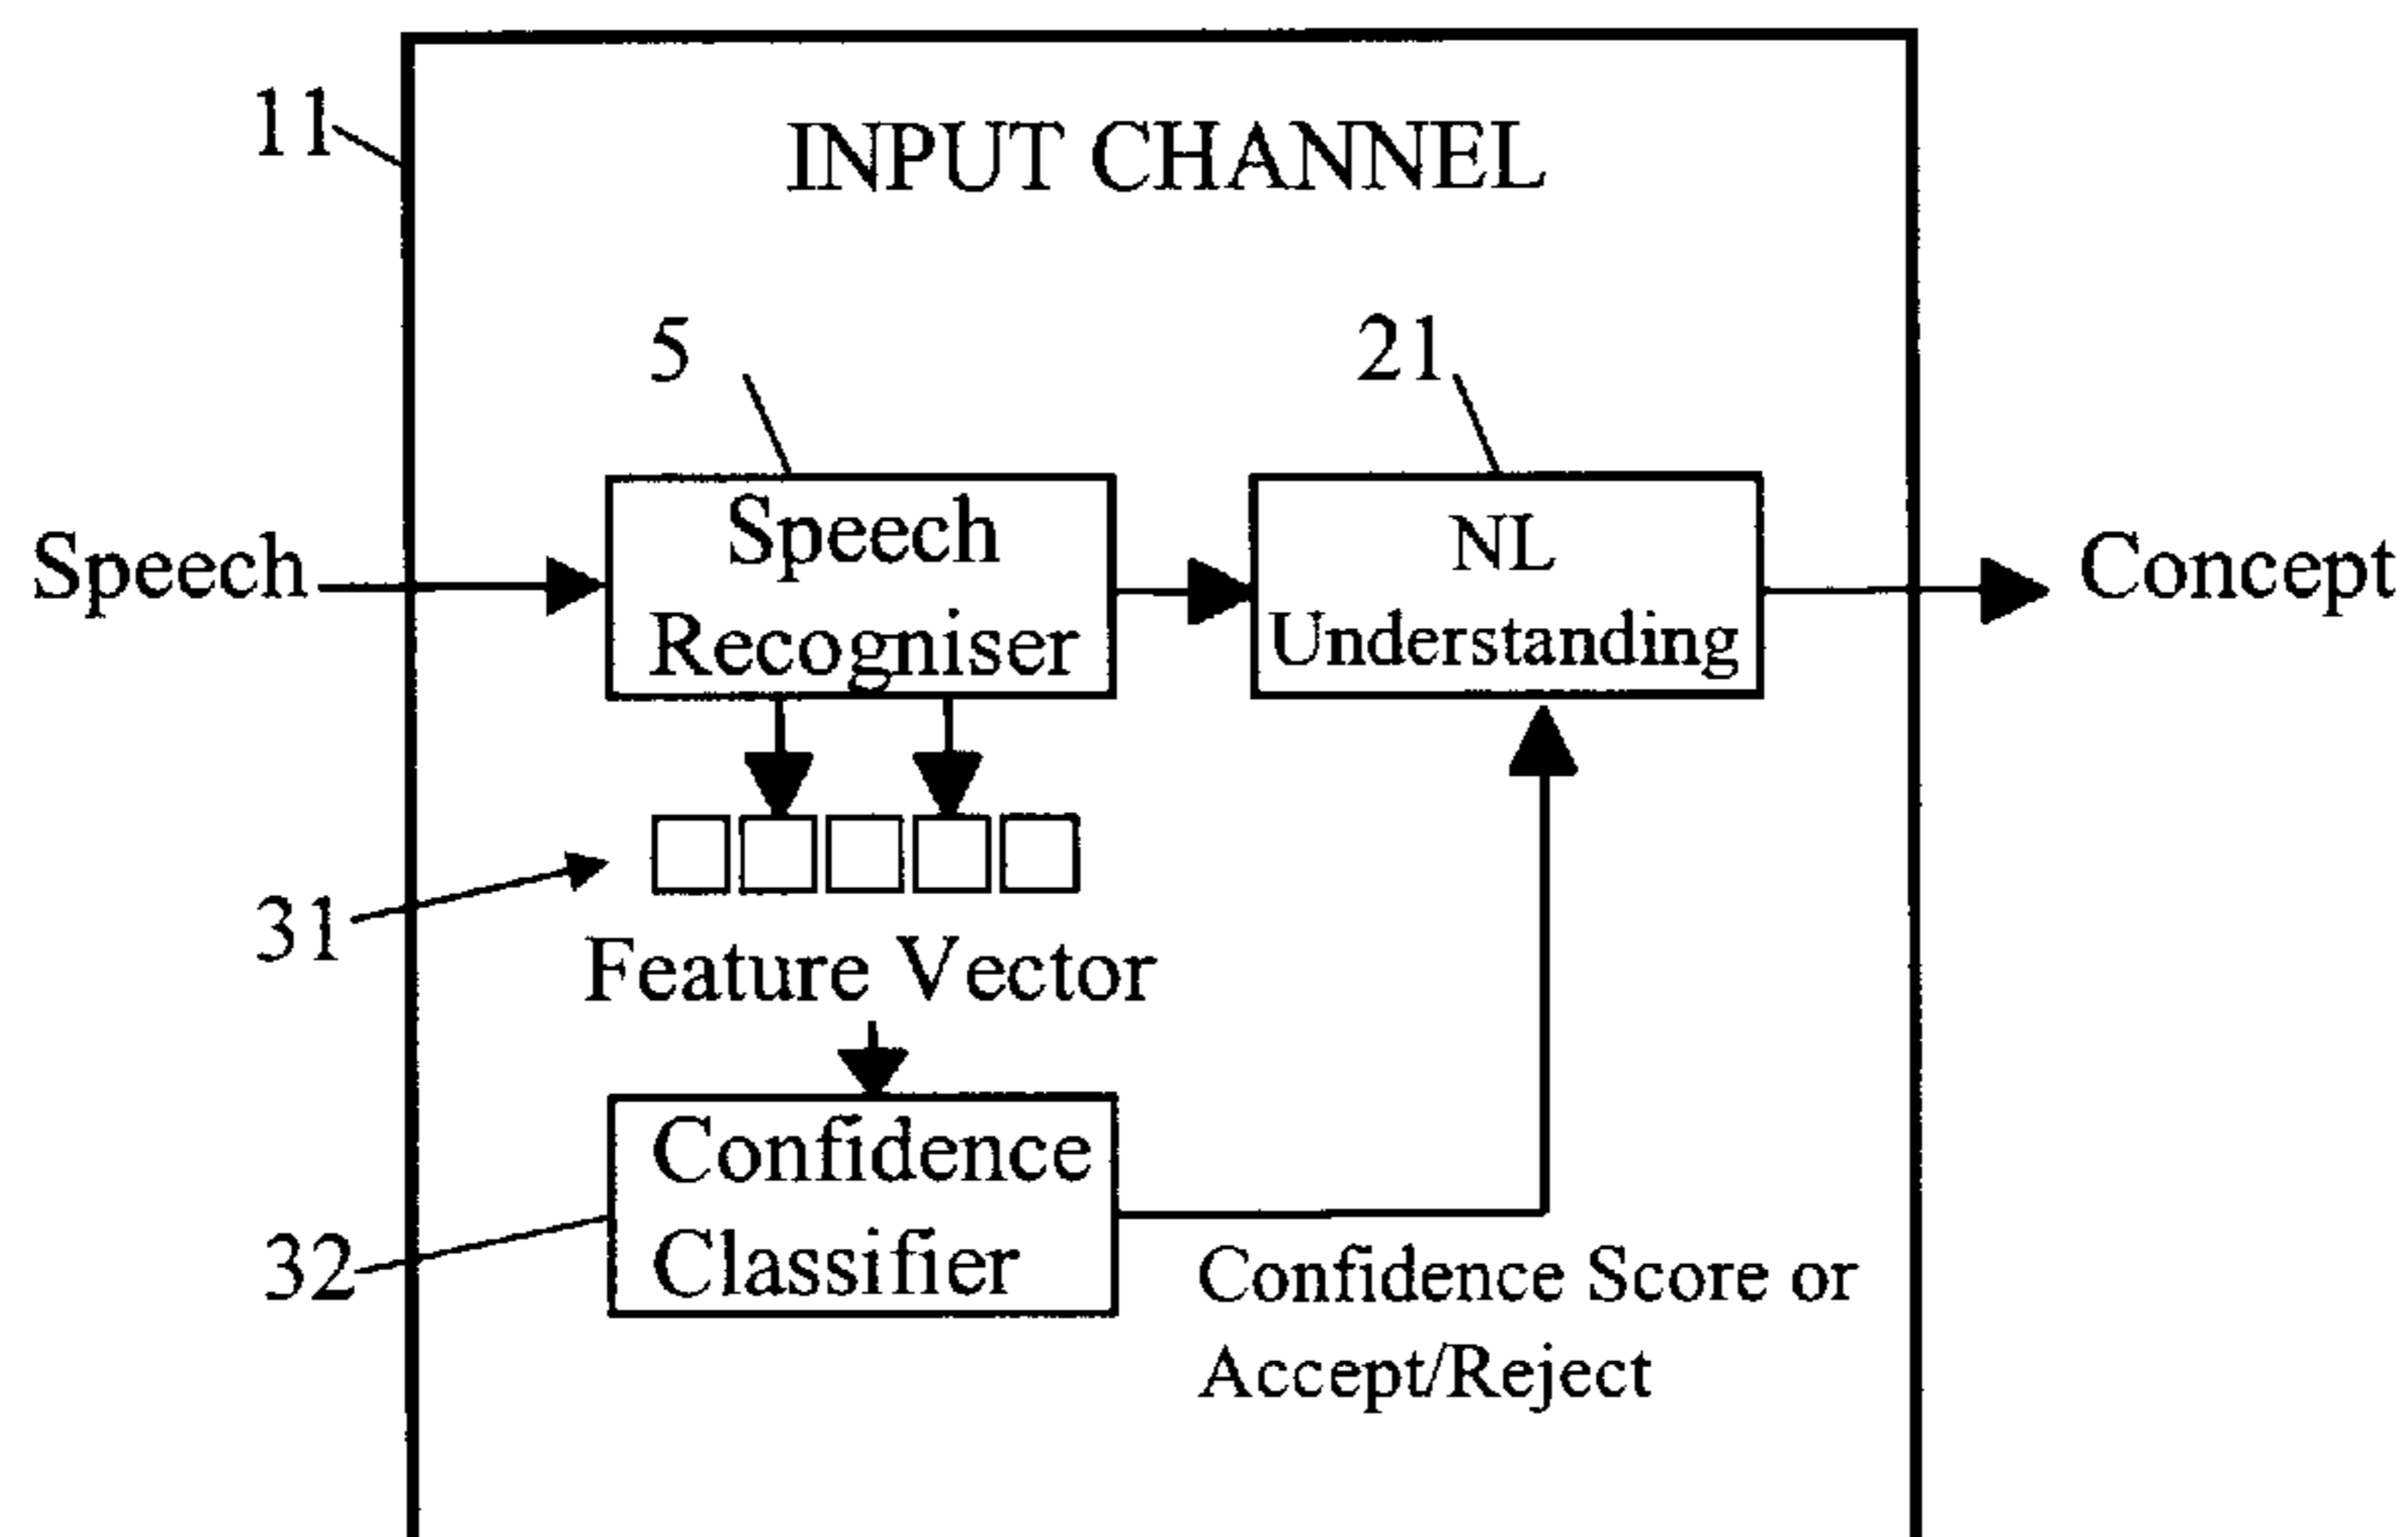 11
INPUT CHANNEL
5
21
Speech
Speech
Recogniser
NL
Understanding
Concept
31
Feature Vector
32
Confidence
Classifier
Confidence Score or
Accept/Reject